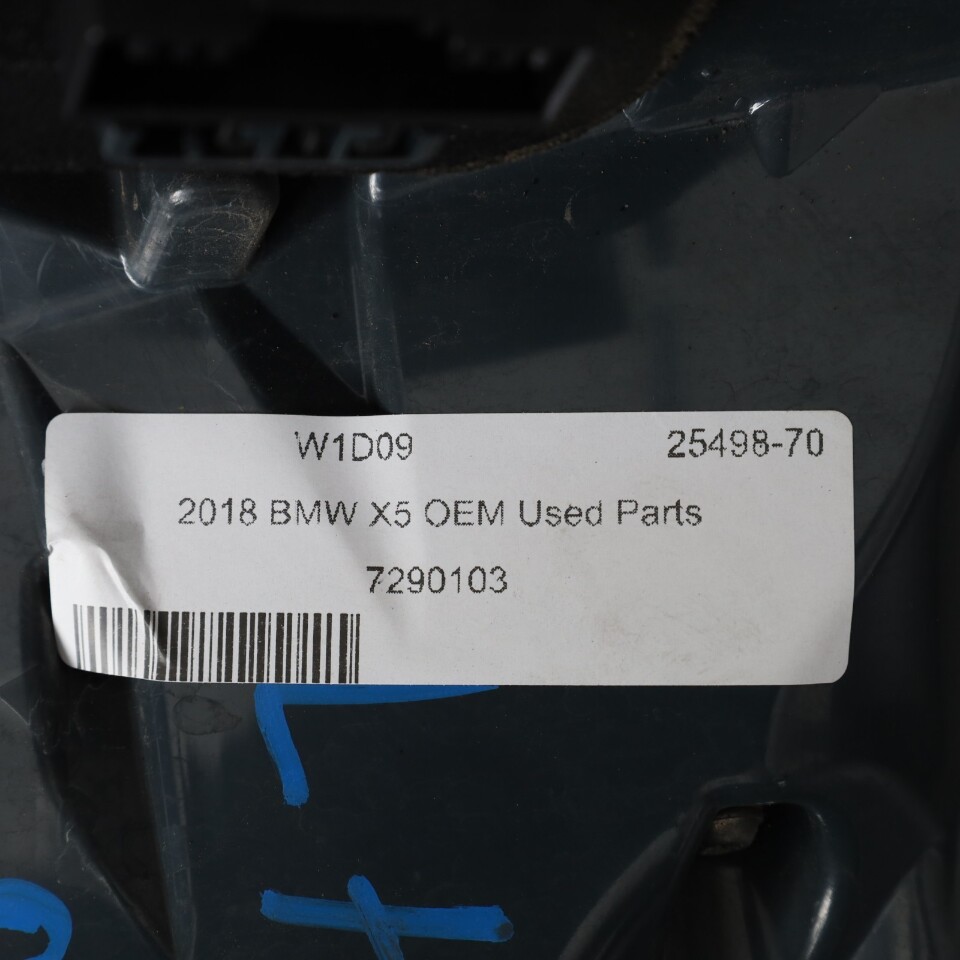 W1D09 25498-70
2018 BMW X5 OEM Used Parts
7290103